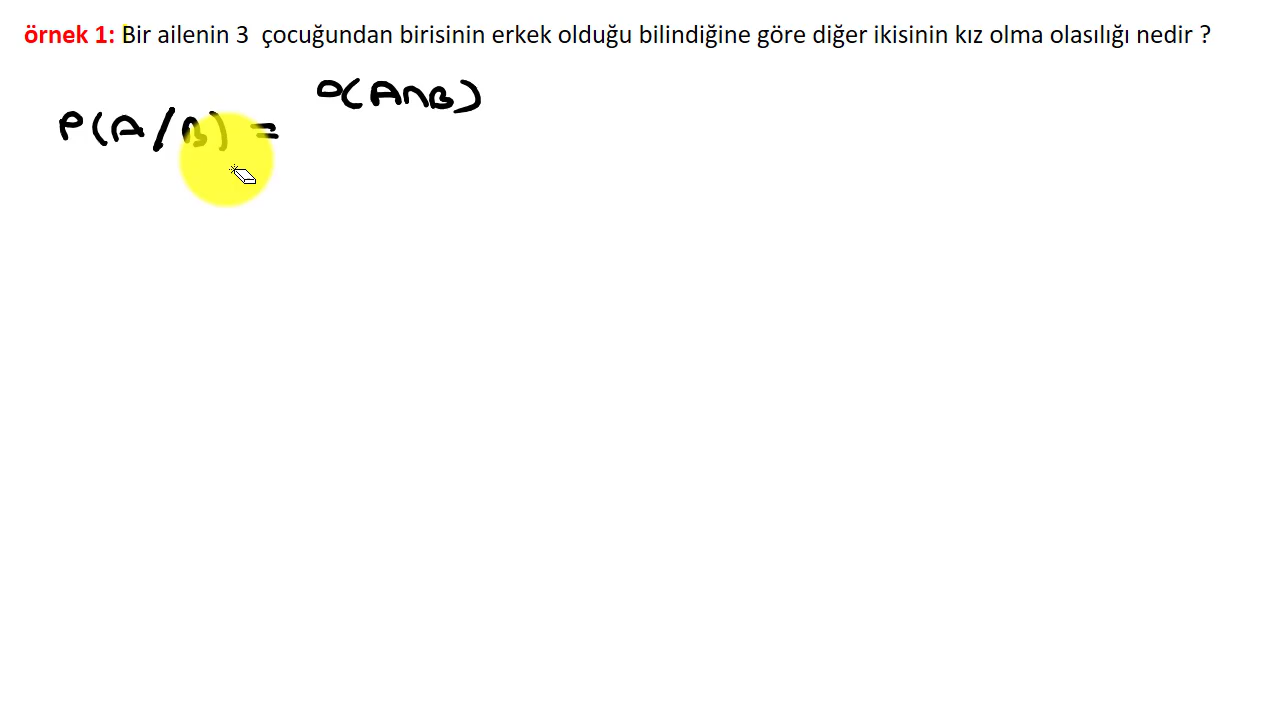 örnek 1: Bir ailenin 3 çocuğundan birisinin erkek olduğu bilindiğine göre diğer ikisinin kız olma olasılığı nedir ?
P(A∩B)
P(A/B) =